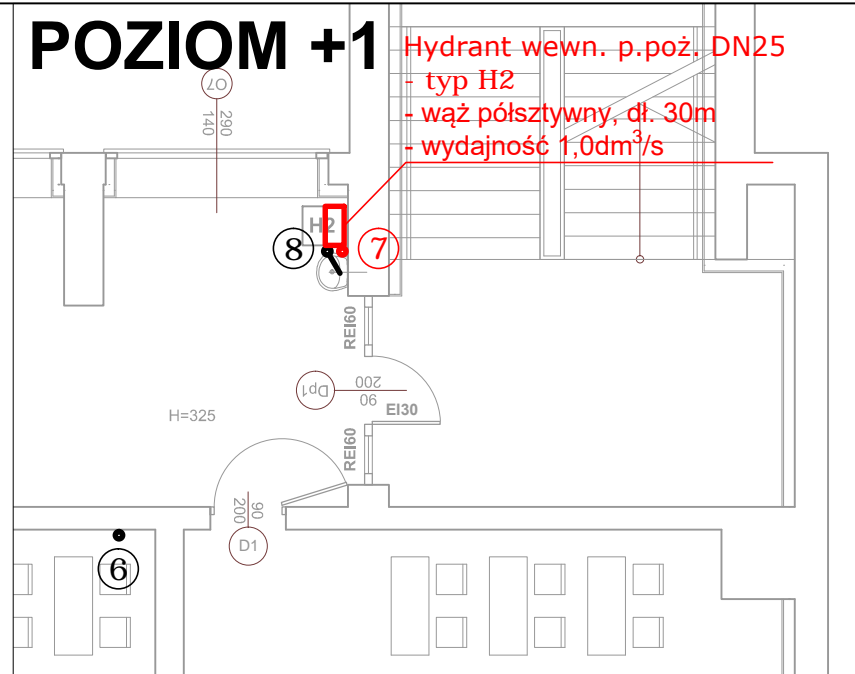 POZIOM +1
Hydrant wewn. p.poż. DN25
- typ H2
- wąż półsztywny, dł. 30m
- wydajność 1,0dm³/s
O7
290
140
H2
8
7
REI60
Dp1
200
90
EI30
H=325
REI60
90
200
D1
6